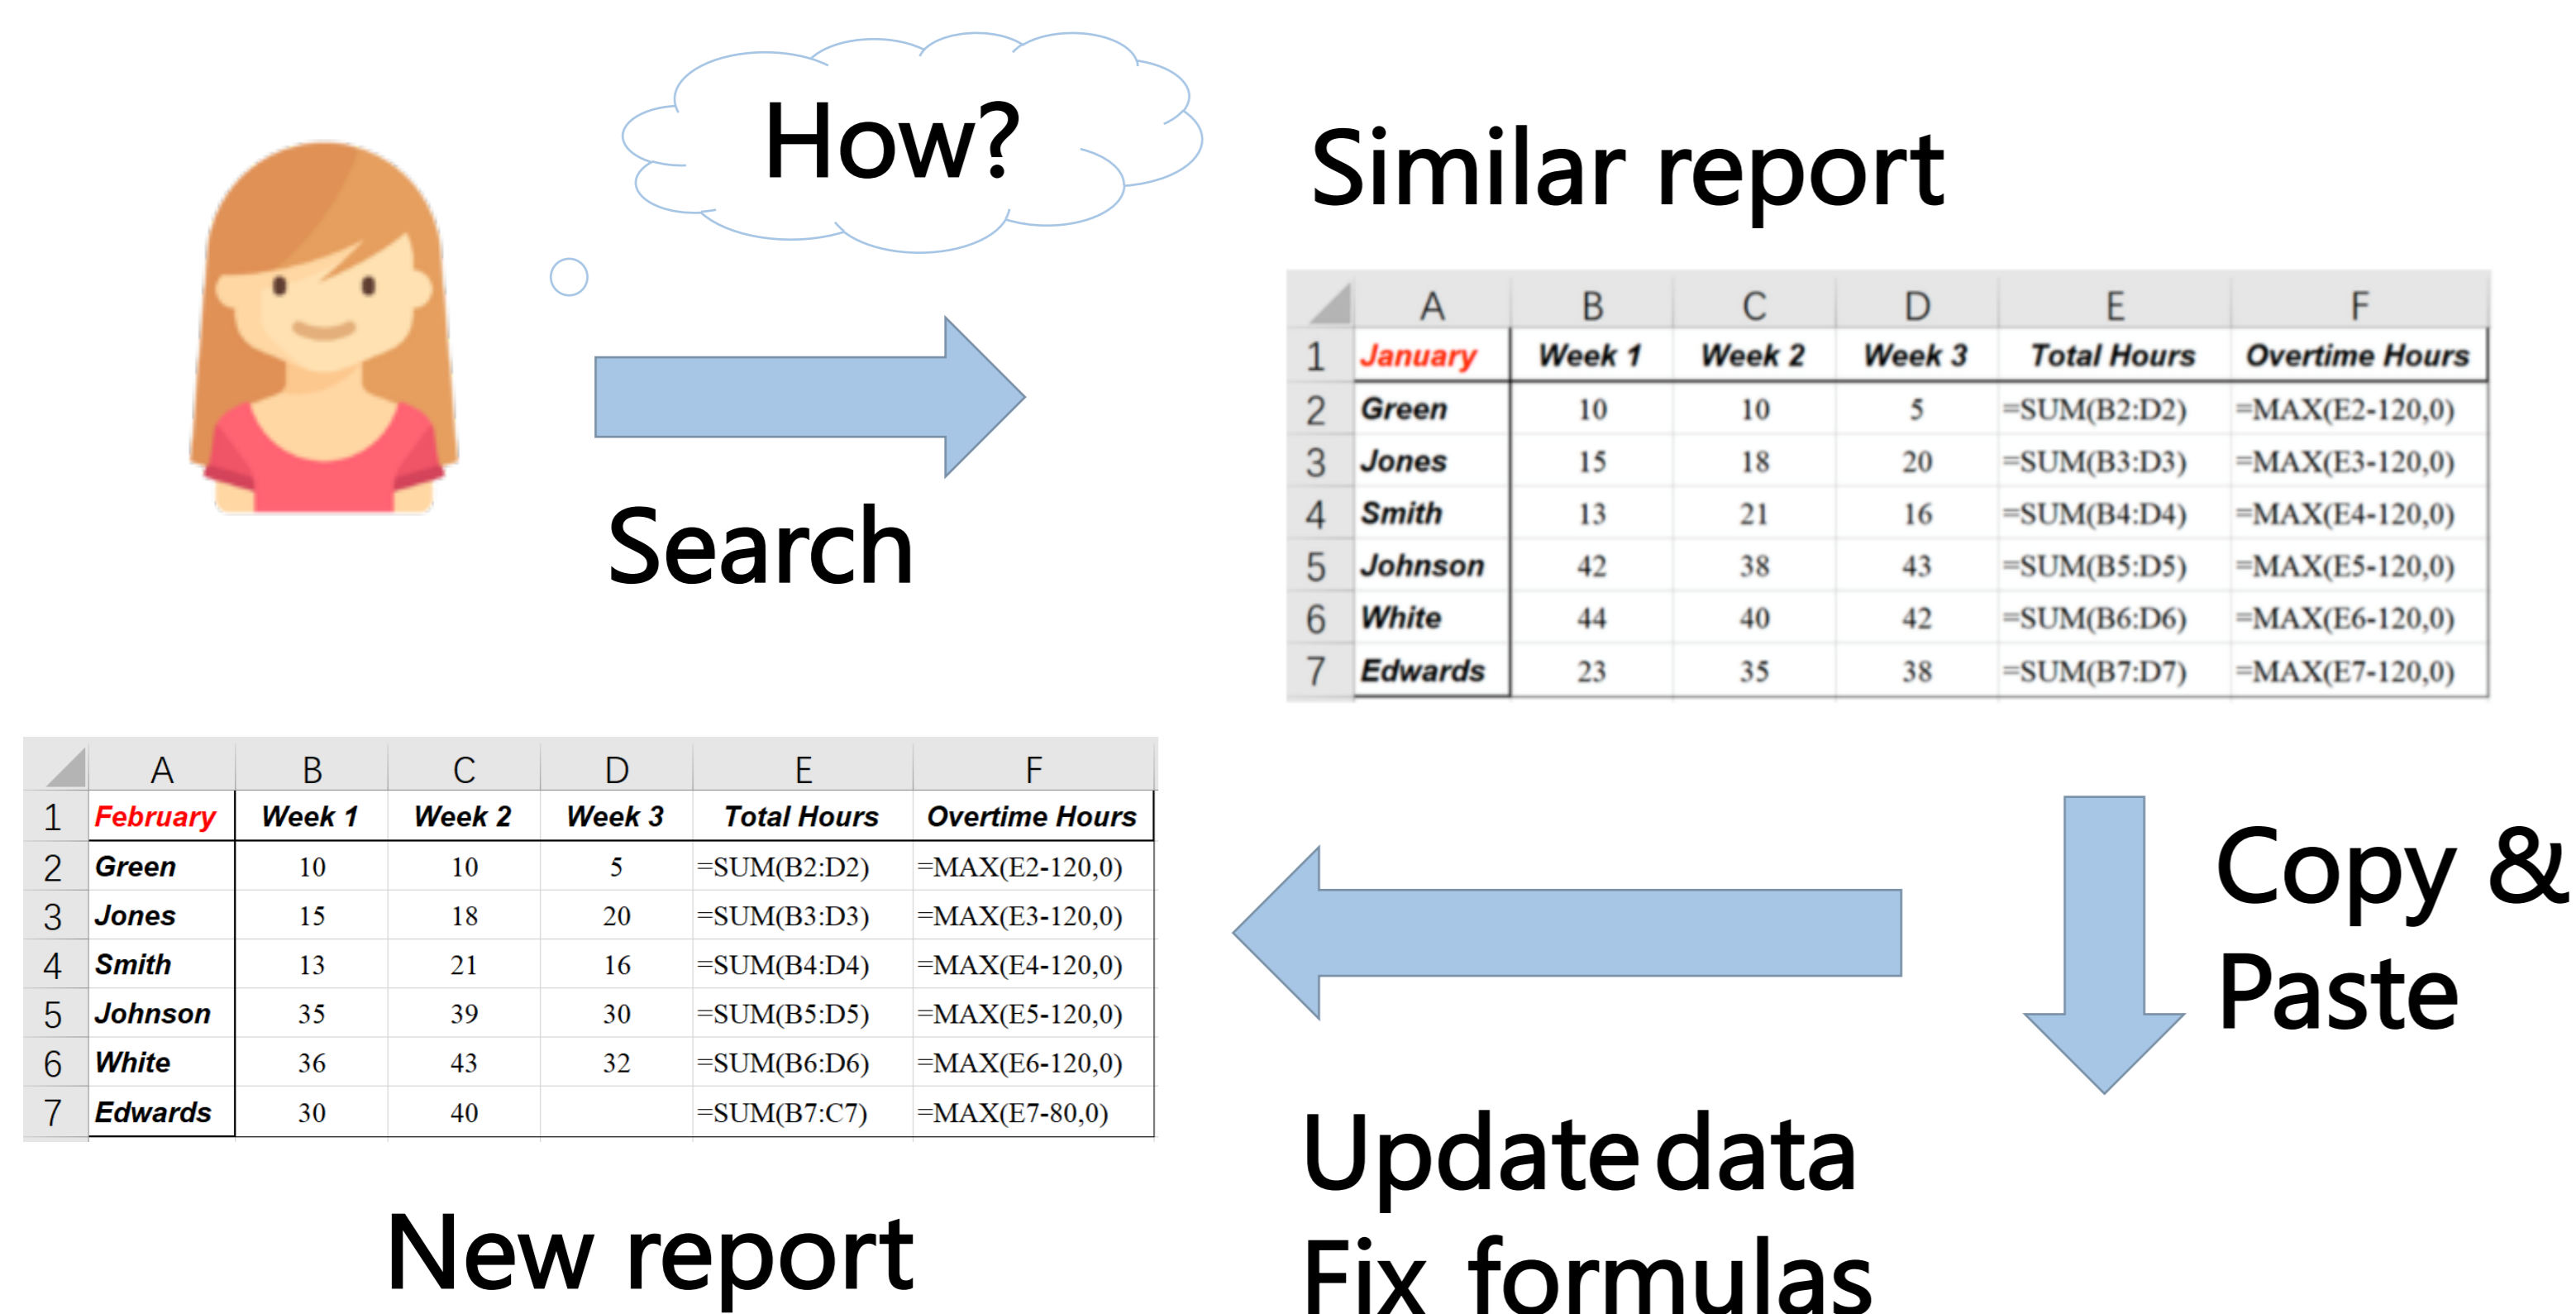 How?
Search
Similar report
A B C D E F
1 January Week 1 Week 2 Week 3 Total Hours Overtime Hours
2 Green 10 10 5 =SUM(B2:D2) =MAX(E2-120,0)
3 Jones 15 18 20 =SUM(B3:D3) =MAX(E3-120,0)
4 Smith 13 21 16 =SUM(B4:D4) =MAX(E4-120,0)
5 Johnson 42 38 43 =SUM(B5:D5) =MAX(E5-120,0)
6 White 44 40 42 =SUM(B6:D6) =MAX(E6-120,0)
7 Edwards 23 35 38 =SUM(B7:D7) =MAX(E7-120,0)
Copy &
Paste
Update data
Fix formulas
A B C D E F
1 February Week 1 Week 2 Week 3 Total Hours Overtime Hours
2 Green 10 10 5 =SUM(B2:D2) =MAX(E2-120,0)
3 Jones 15 18 20 =SUM(B3:D3) =MAX(E3-120,0)
4 Smith 13 21 16 =SUM(B4:D4) =MAX(E4-120,0)
5 Johnson 35 39 30 =SUM(B5:D5) =MAX(E5-120,0)
6 White 36 43 32 =SUM(B6:D6) =MAX(E6-120,0)
7 Edwards 30 40 =SUM(B7:C7) =MAX(E7-80,0)
New report